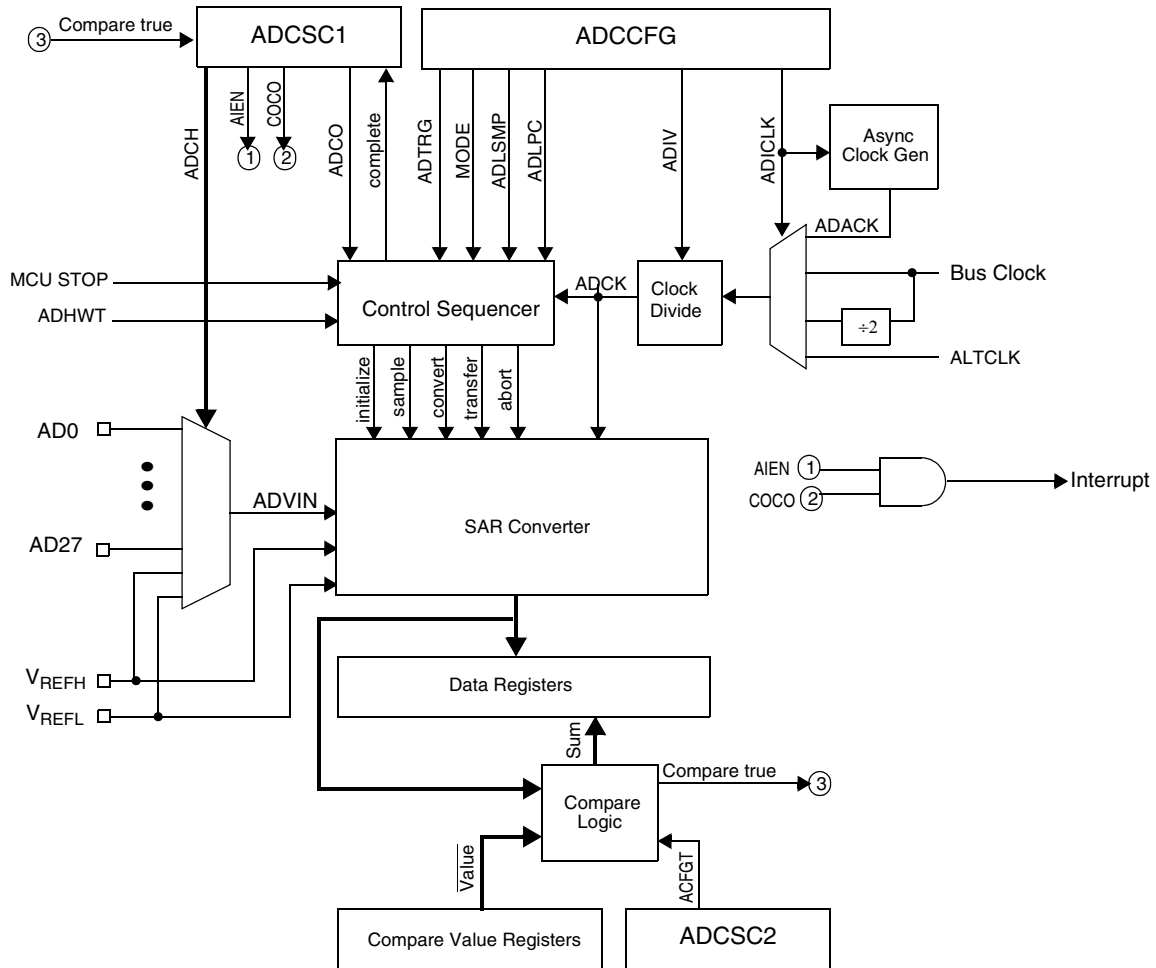 3
Compare true
ADCSC1
ADCCFG
ADCH
AIEN
COCO
ADCO
complete
ADTRG
MODE
ADLSMP
ADLPC
ADIV
ADICLK
1
2
Async
Clock Gen
ADACK
MCU STOP
ADHWT
Control Sequencer
ADCK
Clock
Divide
Bus Clock
÷2
ALTCLK
initialize
sample
convert
transfer
abort
AD0
AD27
ADVIN
SAR Converter
AIEN 1
COCO 2
Interrupt
VREFH
VREFL
Data Registers
Sum
Compare true
3
Compare
Logic
Value
ACFGT
Compare Value Registers
ADCSC2